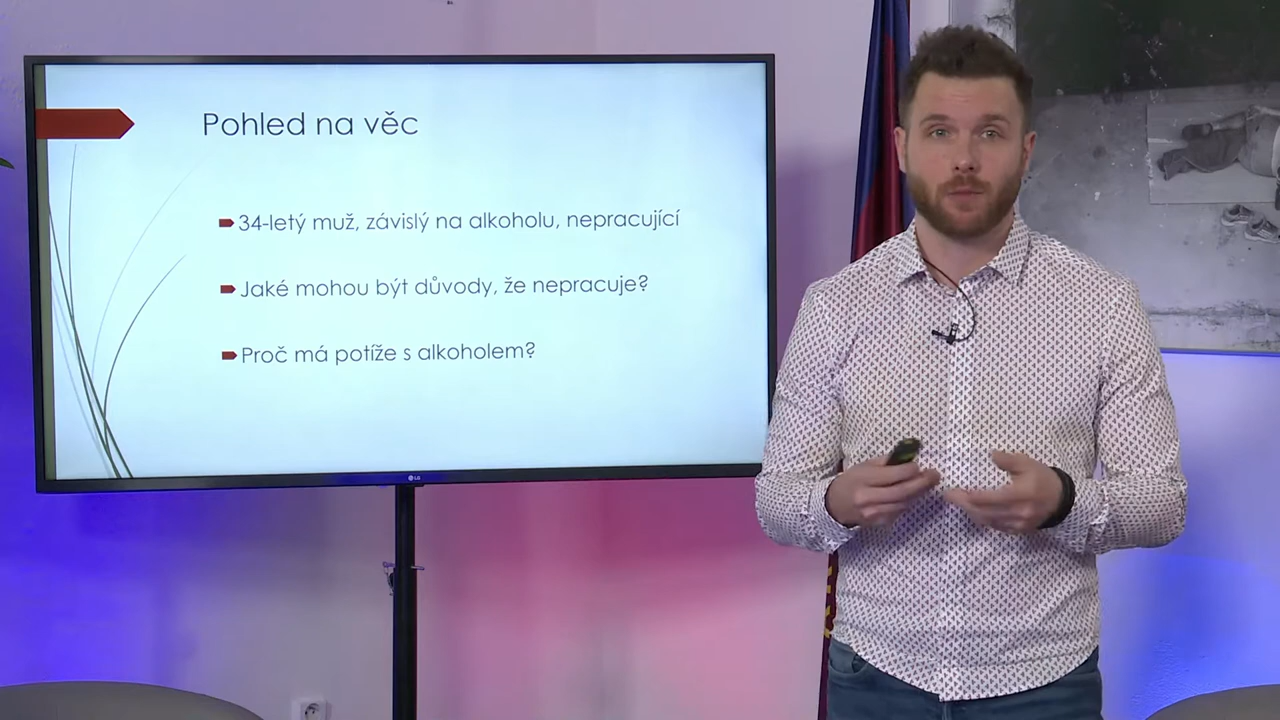 Pohled na věc
34-letý muž, závislý na alkoholu, nepracující
Jaké mohou být důvody, že nepracuje?
Proč má potíže s alkoholem?
LG